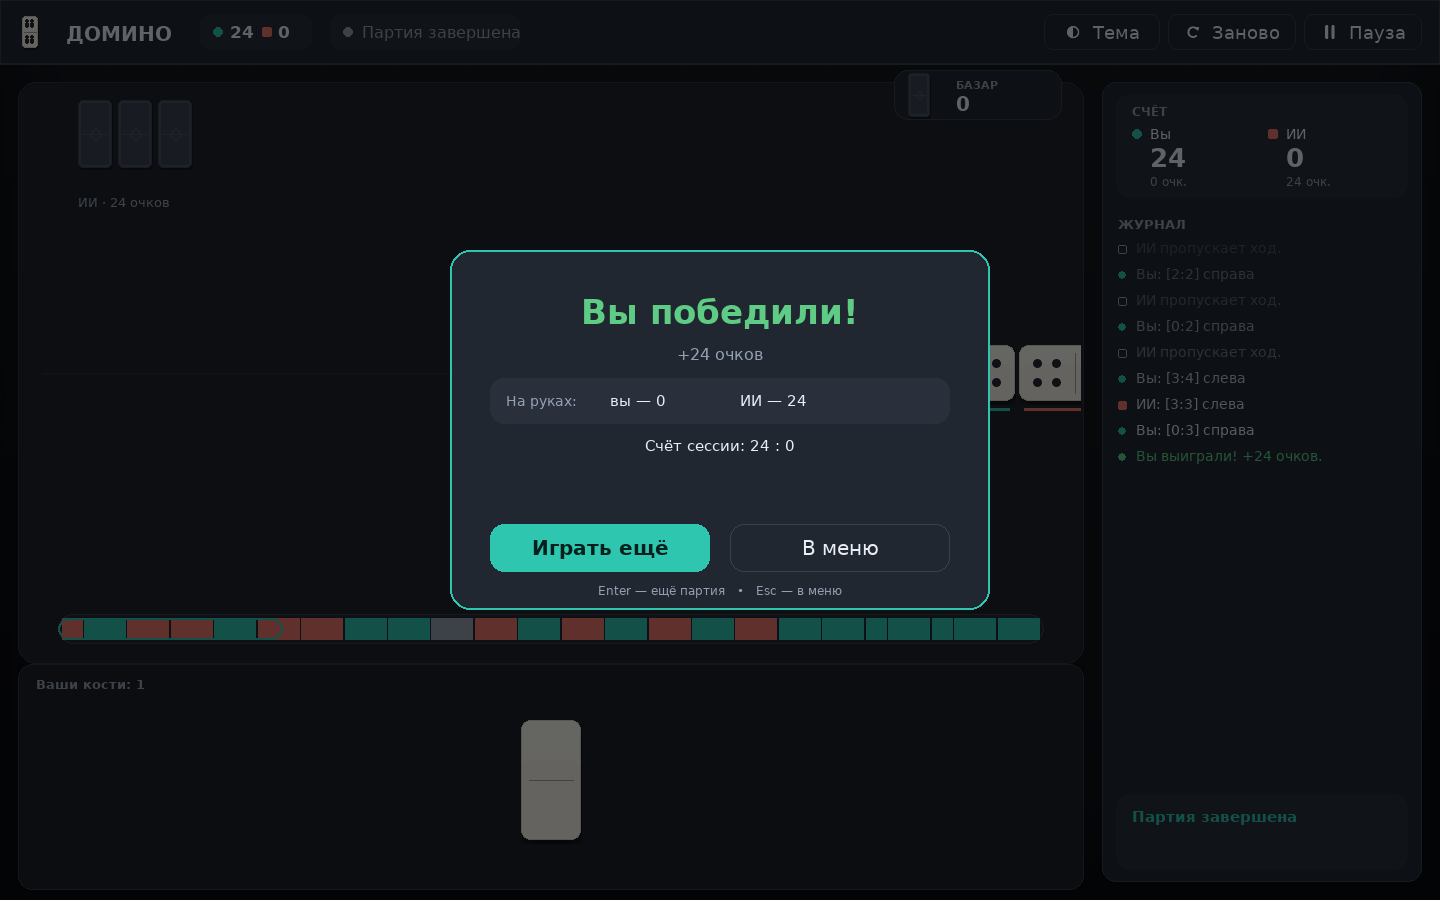 ДОМИНО
24 0
Партия завершена
Тема
Заново
Пауза
БАЗАР
0
ИИ · 24 очков
СЧЁТ
Вы ИИ
24 0
0 очк. 24 очк.
ЖУРНАЛ
ИИ пропускает ход.
Вы: [2:2] справа
ИИ пропускает ход.
Вы: [0:2] справа
ИИ пропускает ход.
Вы: [3:4] слева
ИИ: [3:3] слева
Вы: [0:3] справа
Вы выиграли! +24 очков.
Вы победили!
+24 очков
На руках: вы — 0 ИИ — 24
Счёт сессии: 24 : 0
Играть ещё
В меню
Enter — ещё партия • Esc — в меню
Ваши кости: 1
Партия завершена